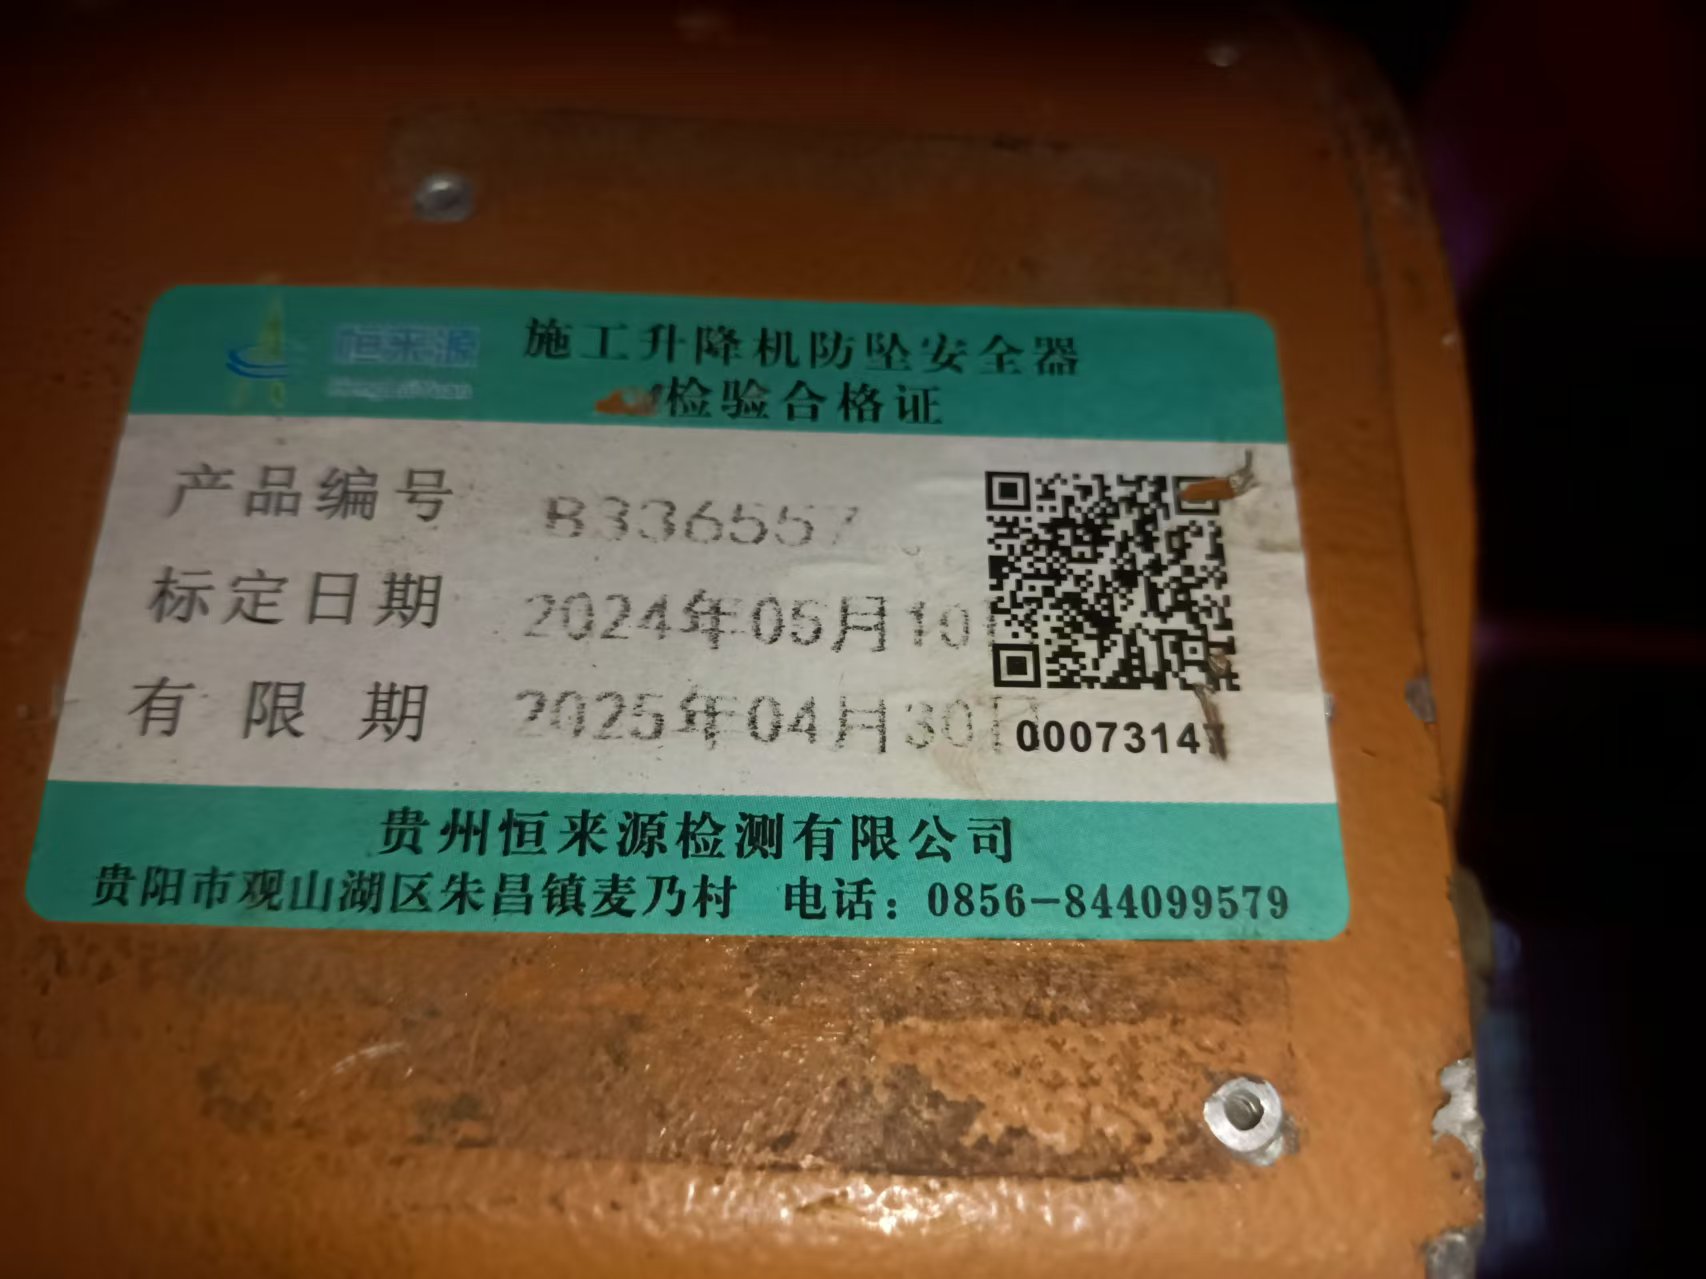 恒来源
施工升降机防坠安全器
检验合格证
产品编号 B336557
标定日期 2024年05月10日
有限期 2025年04月30日
0007314
贵州恒来源检测有限公司
贵阳市观山湖区朱昌镇麦乃村 电话：0856-844099579